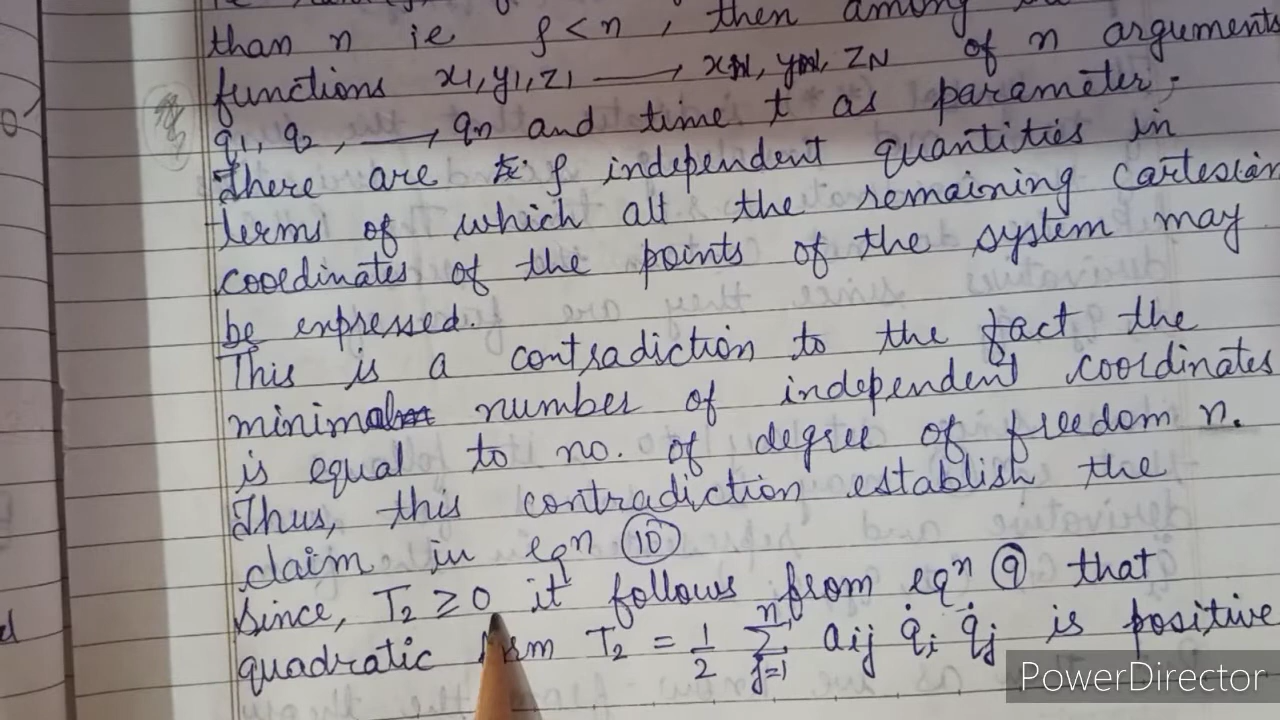 than n ie f < n, then among
functions x1, y1, z1 ⟶ xN, yN, zN of n arguments
q1, q2, ⟶ qn and time t as parameter;
There are f independent quantities in
terms of which all the remaining Cartesian
coordinates of the points of the system may
be expressed.
This is a contradiction to the fact the
minimal number of independent coordinates
is equal to no. of degree of freedom n.
Thus, this contradiction establish the
claim in eqn (10)
Since, T2 ≥ 0 it follows from eqn (9) that
quadratic T2 = 1/2 Σ n j=1 aij q̇i q̇j is positive
PowerDirector